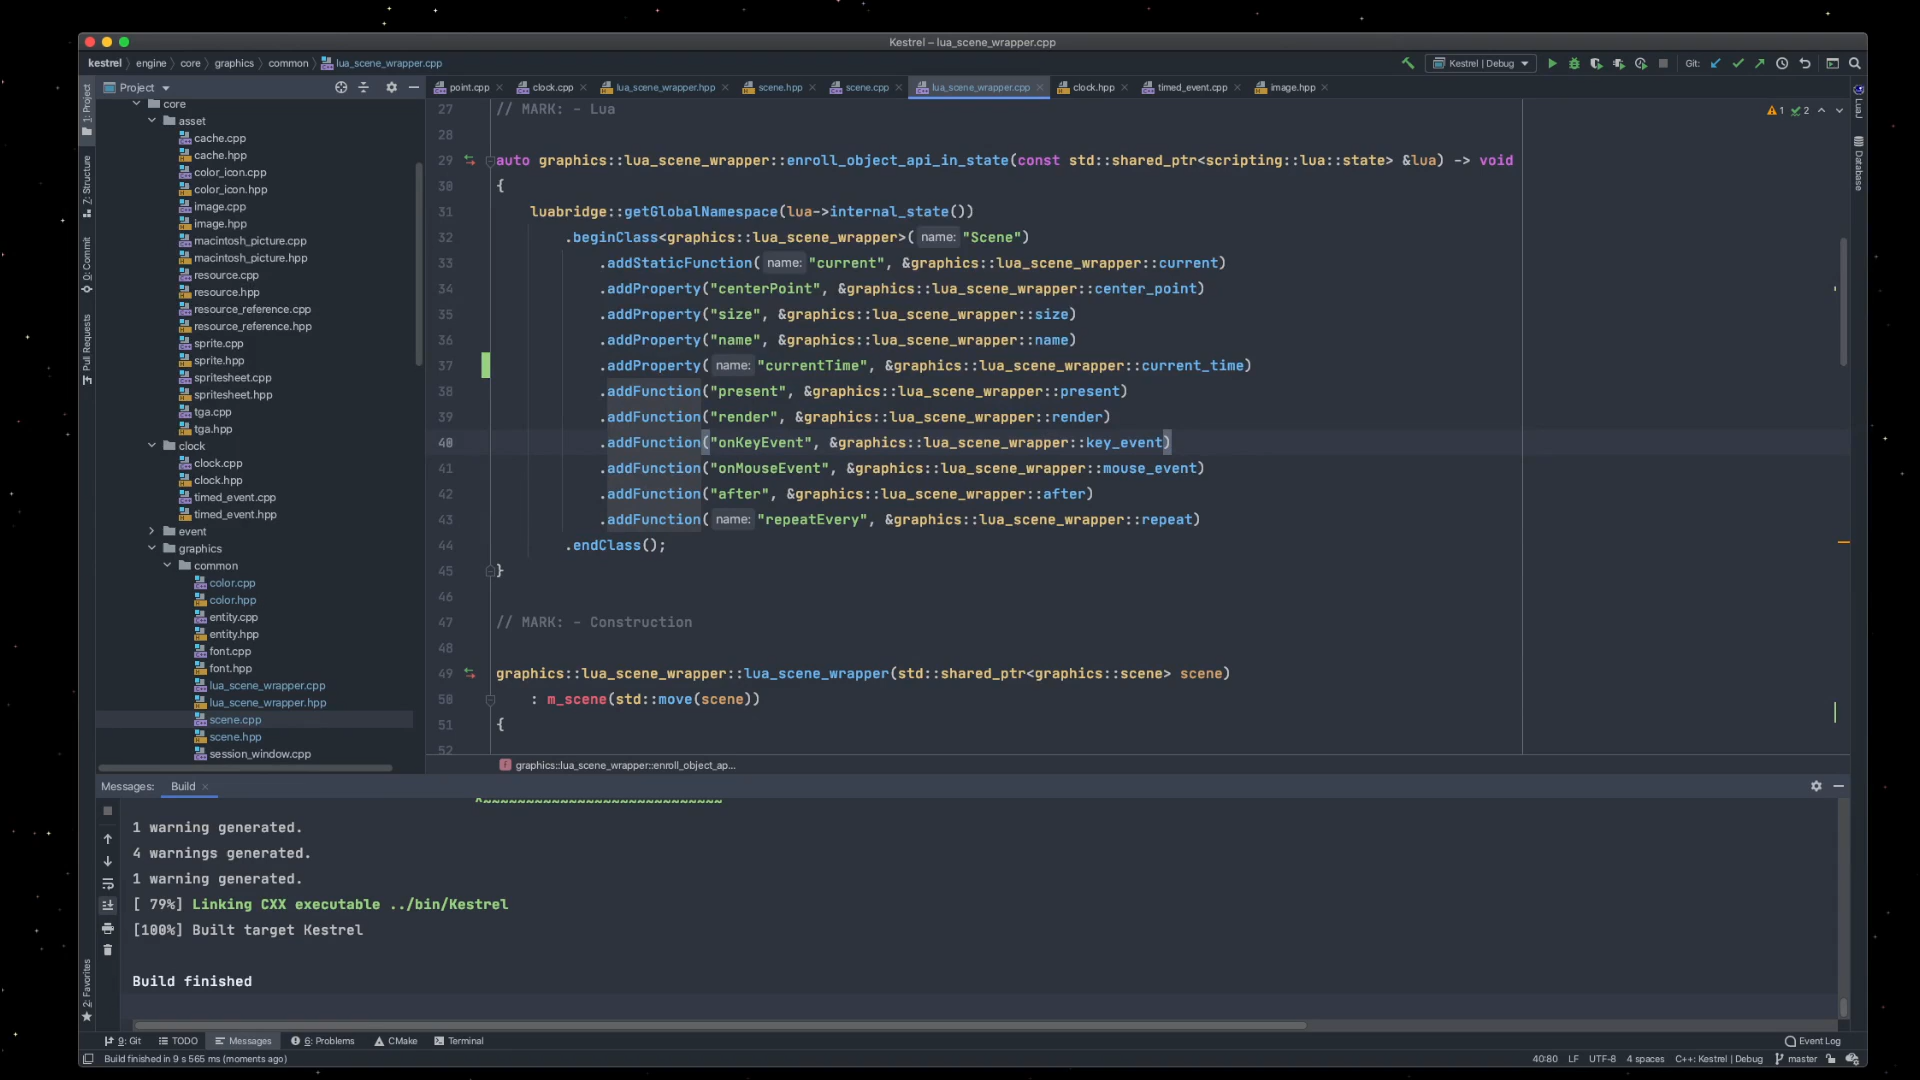 Kestrel – lua_scene_wrapper.cpp
kestrel engine core graphics common lua_scene_wrapper.cpp
Kestrel | Debug
Git:
1: Project
Z: Structure
0: Commit
Pull Requests
2: Favorites
Project
core
asset
cache.cpp
cache.hpp
color_icon.cpp
color_icon.hpp
image.cpp
image.hpp
macintosh_picture.cpp
macintosh_picture.hpp
resource.cpp
resource.hpp
resource_reference.cpp
resource_reference.hpp
sprite.cpp
sprite.hpp
spritesheet.cpp
spritesheet.hpp
tga.cpp
tga.hpp
clock
clock.cpp
clock.hpp
timed_event.cpp
timed_event.hpp
event
graphics
common
color.cpp
color.hpp
entity.cpp
entity.hpp
font.cpp
font.hpp
lua_scene_wrapper.cpp
lua_scene_wrapper.hpp
scene.cpp
scene.hpp
session_window.cpp
point.cpp clock.cpp lua_scene_wrapper.hpp scene.hpp scene.cpp lua_scene_wrapper.cpp clock.hpp timed_event.cpp image.hpp
1 2
27 // MARK: - Lua
28
29 auto graphics::lua_scene_wrapper::enroll_object_api_in_state(const std::shared_ptr<scripting::lua::state> &lua) -> void
30 {
31 luabridge::getGlobalNamespace(lua->internal_state())
32 .beginClass<graphics::lua_scene_wrapper>( name: "Scene")
33 .addStaticFunction( name: "current", &graphics::lua_scene_wrapper::current)
34 .addProperty("centerPoint", &graphics::lua_scene_wrapper::center_point)
35 .addProperty("size", &graphics::lua_scene_wrapper::size)
36 .addProperty("name", &graphics::lua_scene_wrapper::name)
37 .addProperty( name: "currentTime", &graphics::lua_scene_wrapper::current_time)
38 .addFunction("present", &graphics::lua_scene_wrapper::present)
39 .addFunction("render", &graphics::lua_scene_wrapper::render)
40 .addFunction("onKeyEvent", &graphics::lua_scene_wrapper::key_event)
41 .addFunction("onMouseEvent", &graphics::lua_scene_wrapper::mouse_event)
42 .addFunction("after", &graphics::lua_scene_wrapper::after)
43 .addFunction( name: "repeatEvery", &graphics::lua_scene_wrapper::repeat)
44 .endClass();
45 }
46
47 // MARK: - Construction
48
49 graphics::lua_scene_wrapper::lua_scene_wrapper(std::shared_ptr<graphics::scene> scene)
50 : m_scene(std::move(scene))
51 {
52
f graphics::lua_scene_wrapper::enroll_object_ap...
LuaJ
Database
Messages: Build
^~~~~~~~~~~~~~~~~~~~~~~~~~~~~
1 warning generated.
4 warnings generated.
1 warning generated.
[ 79%] Linking CXX executable ../bin/Kestrel
[100%] Built target Kestrel
Build finished
9: Git TODO Messages 6: Problems CMake Terminal Event Log
Build finished in 9 s 565 ms (moments ago) 40:80 LF UTF-8 4 spaces C++: Kestrel | Debug master